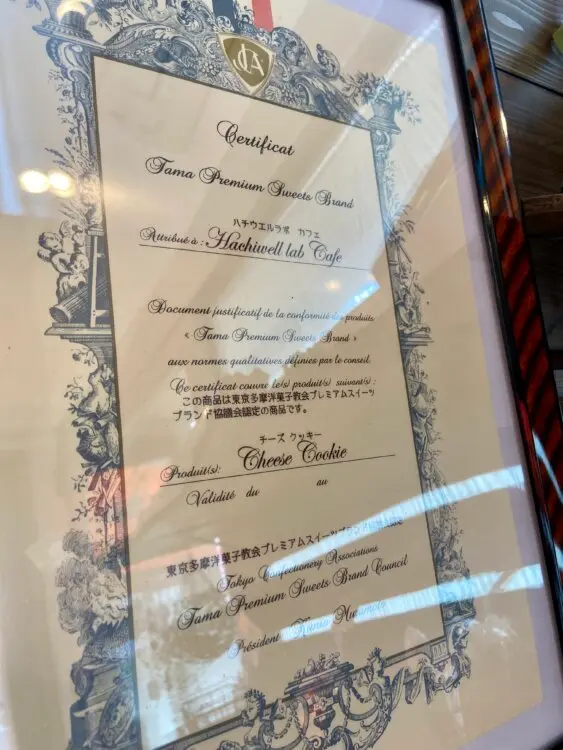 JCA
Certificat
Tama Premium Sweets Brand
ハチウエルラボ カフェ
Attribué à : Hachiwell lab Cafe
Document justificatif de la conformité des produits
« Tama Premium Sweets Brand »
aux normes qualitatives définies par le conseil.
Ce certificat couvre le(s) produit(s) suivant(s) :
この商品は東京多摩洋菓子教会プレミアムスイーツ
ブランド協議会認定の商品です。
チーズ クッキー
Produit(s): Cheese Cookie
Validité du au
東京多摩洋菓子教会プレミアムスイーツブランド
Tokyo Confectionery Associations
Tama Premium Sweets Brand Council
Président